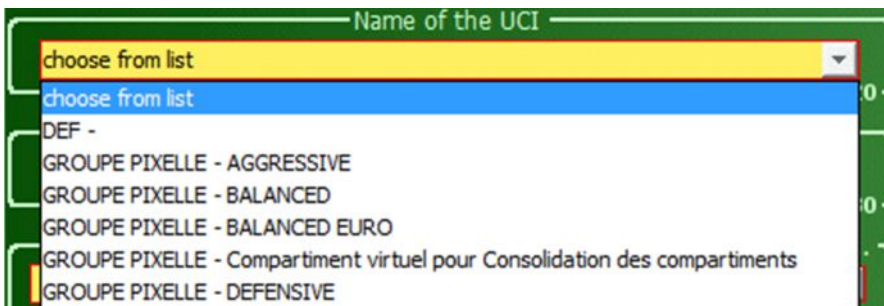 Name of the UCI
choose from list
choose from list
DEF -
GROUPE PIXELLE - AGGRESSIVE
GROUPE PIXELLE - BALANCED
GROUPE PIXELLE - BALANCED EURO
GROUPE PIXELLE - Compartiment virtuel pour Consolidation des compartiments
GROUPE PIXELLE - DEFENSIVE